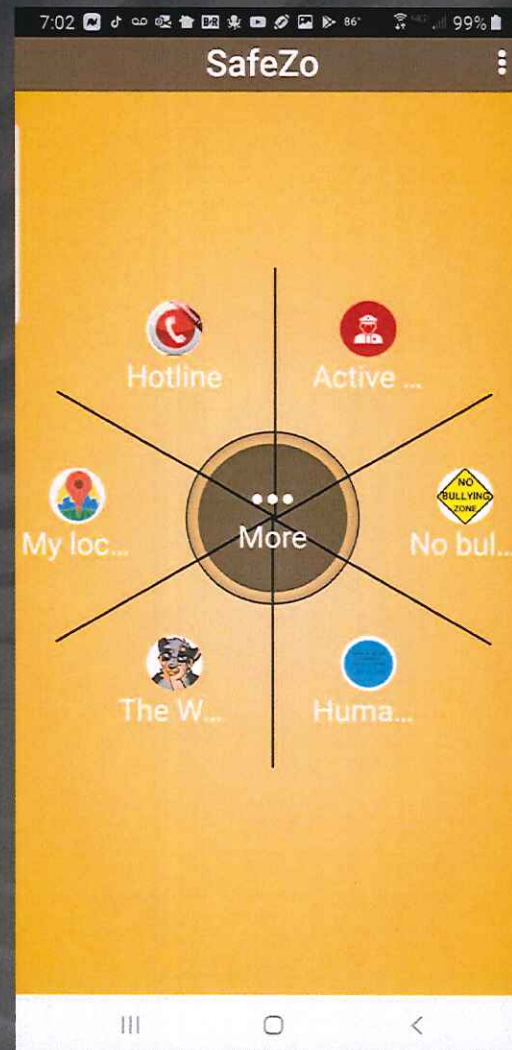 7:02 86° 99%
SafeZo
Hotline
Active ...
NO
BULLYING
ZONE
My loc...
More
No bul...
The W...
Huma...